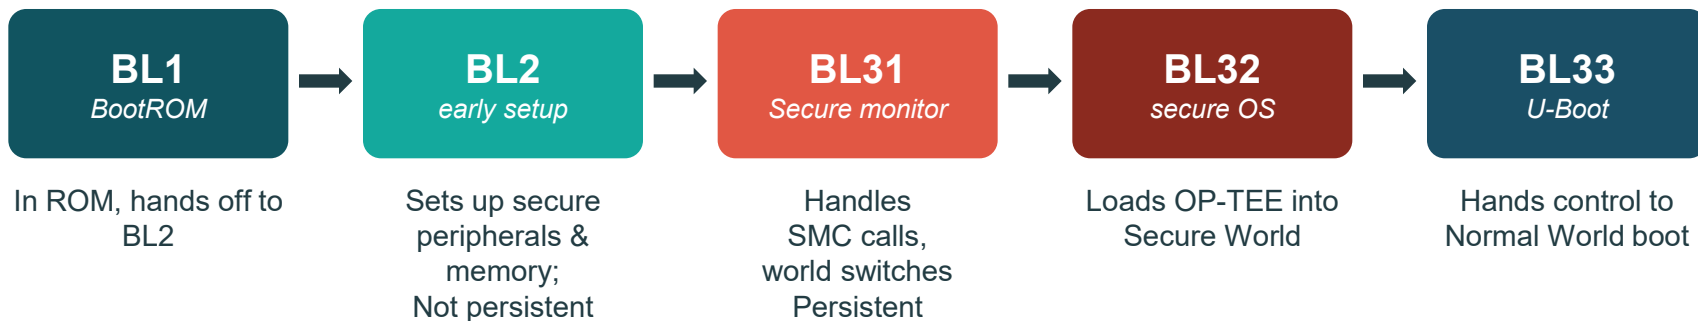 BL1
BootROM
In ROM, hands off to
BL2
BL2
early setup
Sets up secure
peripherals &
memory;
Not persistent
BL31
Secure monitor
Handles
SMC calls,
world switches
Persistent
BL32
secure OS
Loads OP-TEE into
Secure World
BL33
U-Boot
Hands control to
Normal World boot